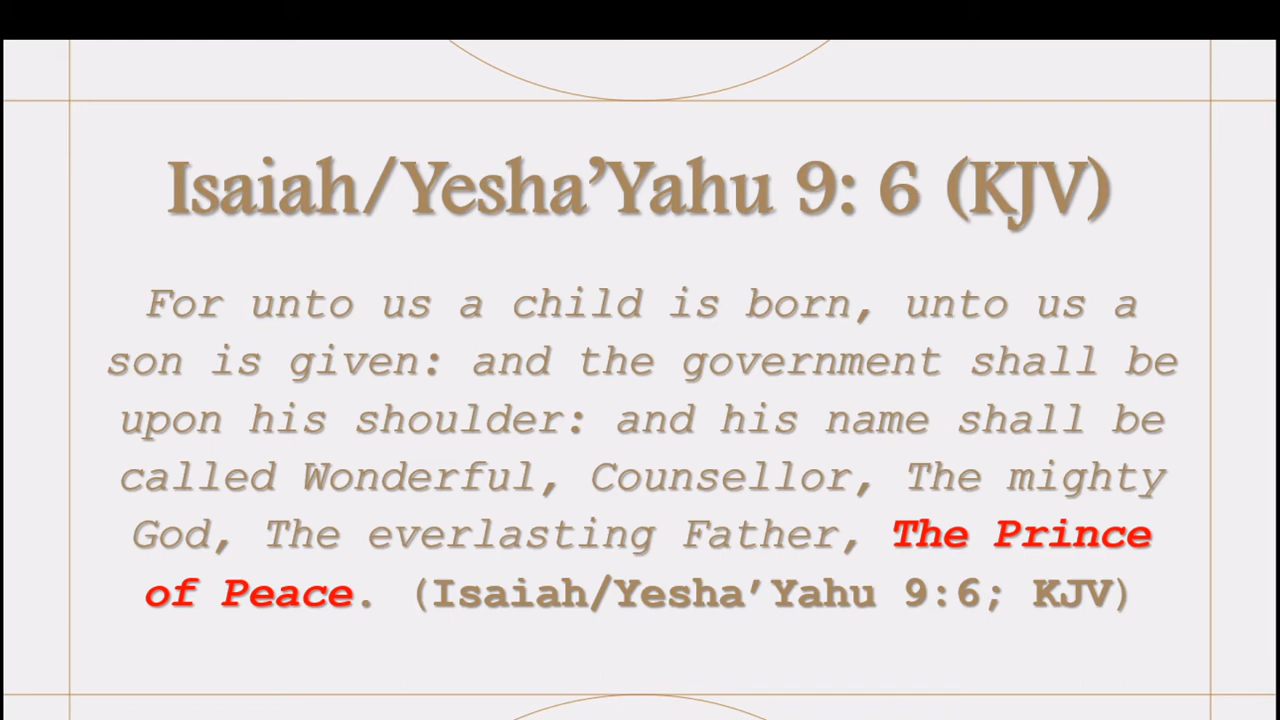 Isaiah/Yesha’Yahu 9: 6 (KJV)
For unto us a child is born, unto us a
son is given: and the government shall be
upon his shoulder: and his name shall be
called Wonderful, Counsellor, The mighty
God, The everlasting Father, The Prince
of Peace. (Isaiah/Yesha’Yahu 9:6; KJV)